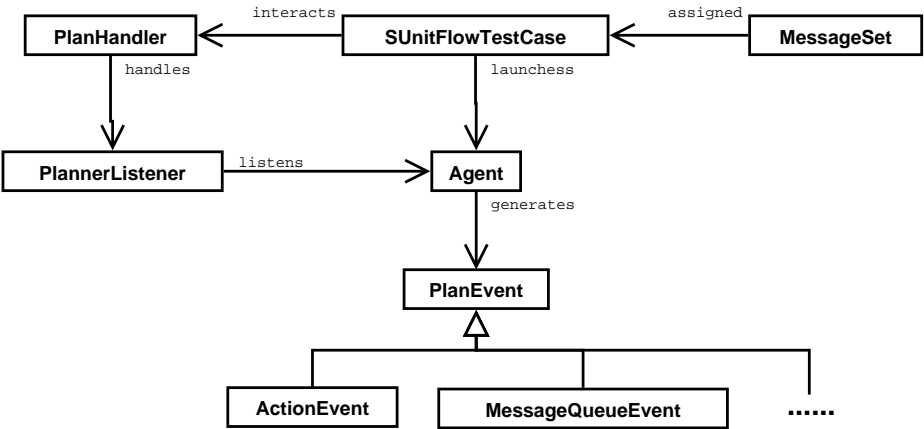 interacts
assigned
PlanHandler
SUnitFlowTestCase
MessageSet
handles
launchess
PlannerListener
listens
Agent
generates
PlanEvent
ActionEvent
MessageQueueEvent
......